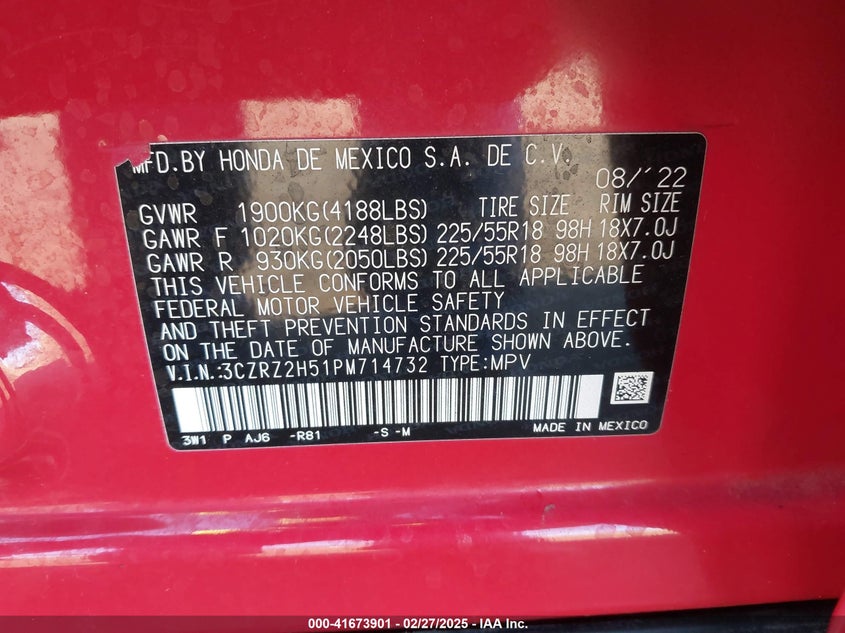 MFD.BY HONDA DE MEXICO S.A. DE C.V.
08/'22
GVWR 1900KG(4188LBS) TIRE SIZE RIM SIZE
GAWR F 1020KG(2248LBS) 225/55R18 98H 18X7.0J
GAWR R 930KG(2050LBS) 225/55R18 98H 18X7.0J
THIS VEHICLE CONFORMS TO ALL APPLICABLE
FEDERAL MOTOR VEHICLE SAFETY
AND THEFT PREVENTION STANDARDS IN EFFECT
ON THE DATE OF MANUFACTURE SHOWN ABOVE.
V.I.N.:3CZRZ2H51PM714732 TYPE:MPV
3W1 P AJ6 -R81 -S -M MADE IN MEXICO
000-41673901 - 02/27/2025 - IAA Inc.